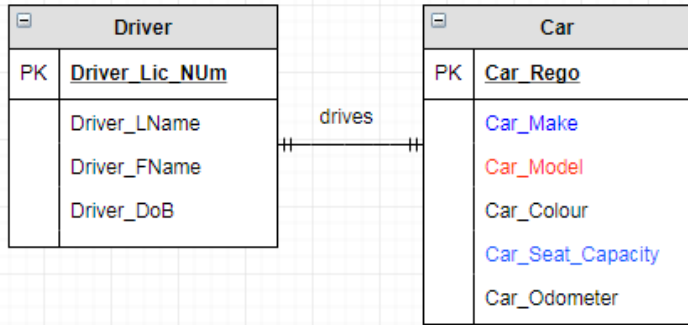 Driver
PK Driver_Lic_NUm
Driver_LName
Driver_FName
Driver_DoB
drives
Car
PK Car_Rego
Car_Make
Car_Model
Car_Colour
Car_Seat_Capacity
Car_Odometer